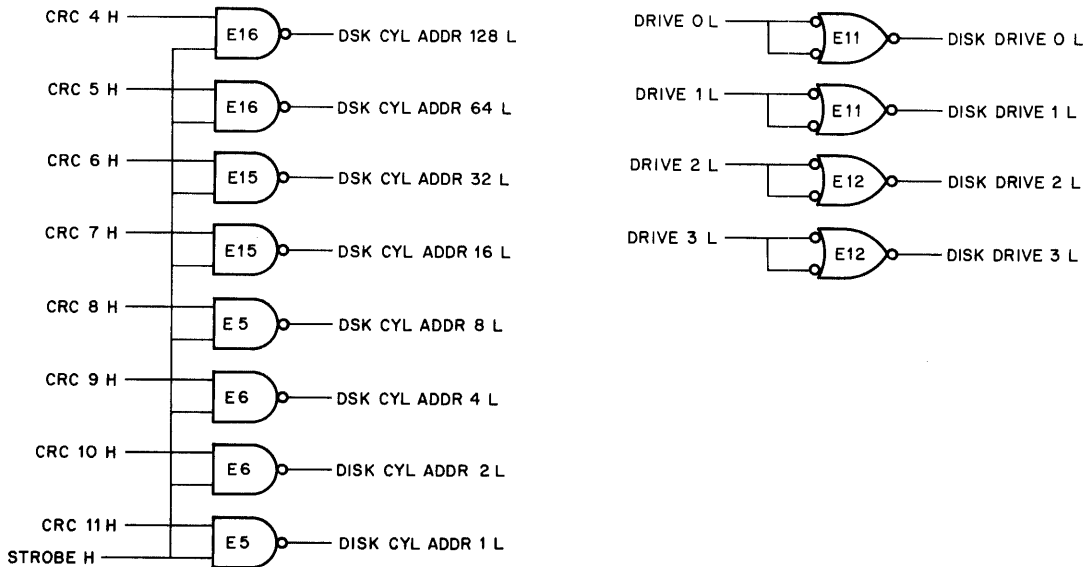 CRC 4 H E16 DSK CYL ADDR 128 L
CRC 5 H E16 DSK CYL ADDR 64 L
CRC 6 H E15 DSK CYL ADDR 32 L
CRC 7 H E15 DSK CYL ADDR 16 L
CRC 8 H E5 DSK CYL ADDR 8 L
CRC 9 H E6 DSK CYL ADDR 4 L
CRC 10 H E6 DISK CYL ADDR 2 L
CRC 11 H E5 DISK CYL ADDR 1 L
STROBE H
DRIVE 0 L E11 DISK DRIVE 0 L
DRIVE 1 L E11 DISK DRIVE 1 L
DRIVE 2 L E12 DISK DRIVE 2 L
DRIVE 3 L E12 DISK DRIVE 3 L